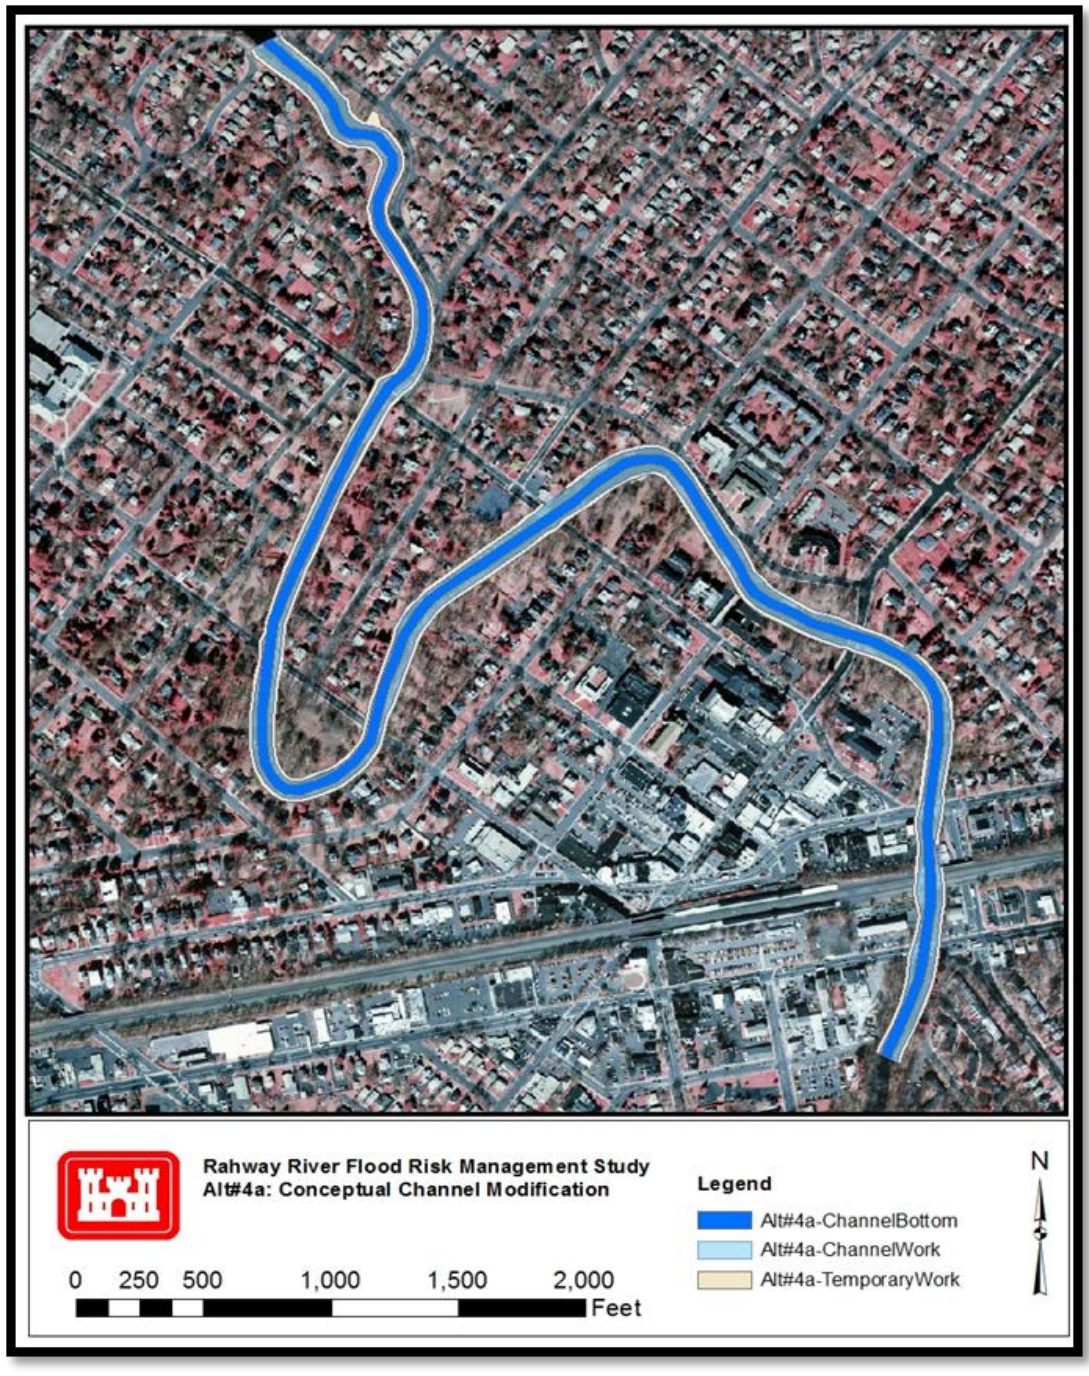 Rahway River Flood Risk Management Study
Alt#4a: Conceptual Channel Modification
0 250 500 1,000 1,500 2,000
Feet
Legend
Alt#4a-ChannelBottom
Alt#4a-ChannelWork
Alt#4a-TemporaryWork
N